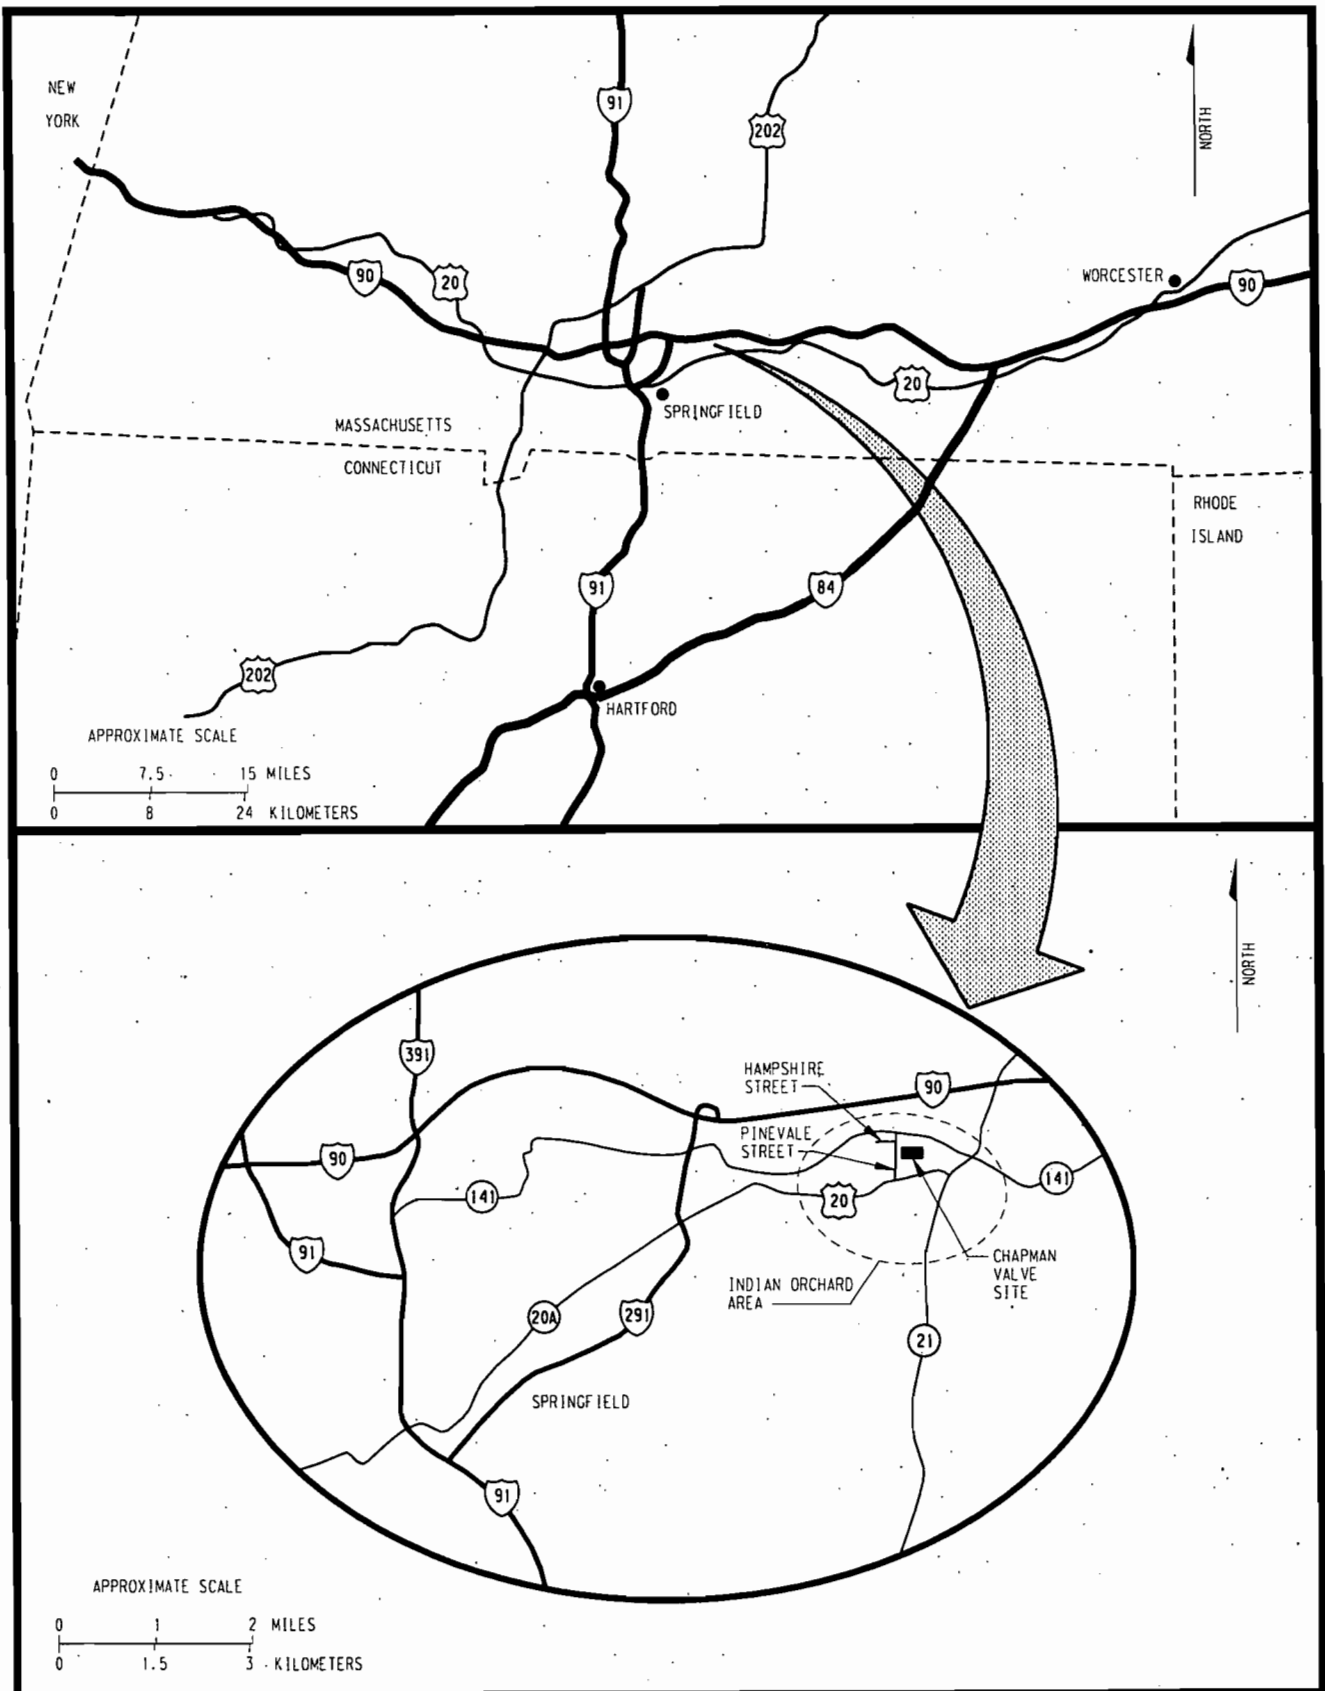 NEW
YORK
91
202
NORTH
90
20
WORCESTER
90
20
SPRINGFIELD
MASSACHUSETTS
CONNECTICUT
RHODE
ISLAND
91
84
202
HARTFORD
APPROXIMATE SCALE
0 7.5 15 MILES
0 8 24 KILOMETERS
NORTH
391
HAMPSHIRE
STREET
90
PINEVALE
STREET
90
141
141
20
91
CHAPMAN
VALVE
SITE
INDIAN ORCHARD
AREA
20A
291
21
SPRINGFIELD
91
APPROXIMATE SCALE
0 1 2 MILES
0 1.5 3 KILOMETERS